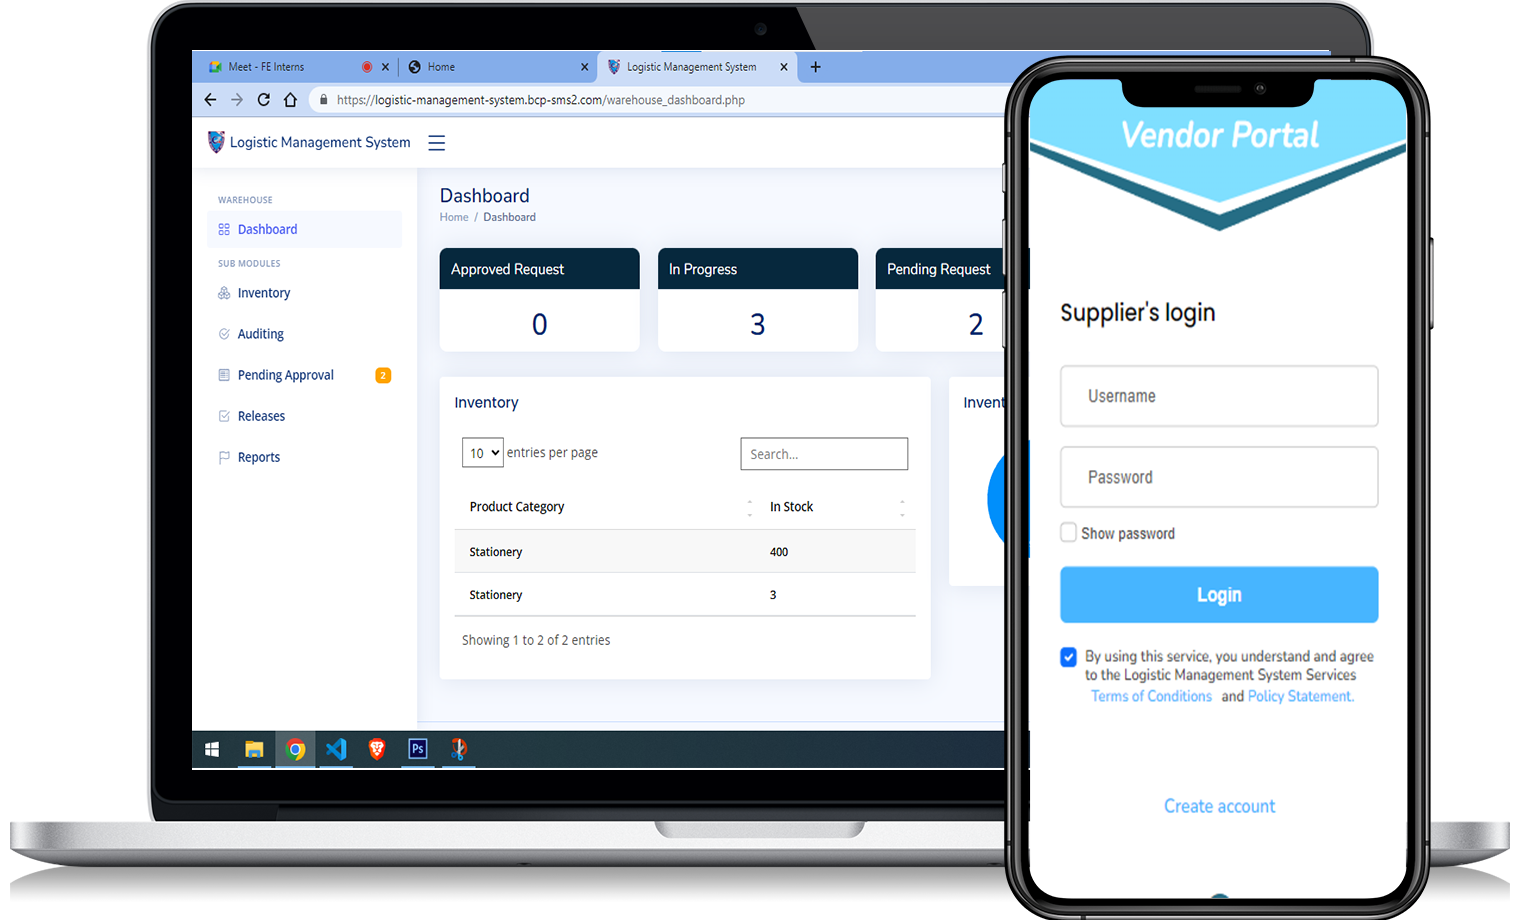 Meet - FE Interns
Home
Logistic Management System
https://logistic-management-system.bcp-sms2.com/warehouse_dashboard.php
Logistic Management System
WAREHOUSE
Dashboard
SUB MODULES
Inventory
Auditing
Pending Approval
2
Releases
Reports
Dashboard
Home / Dashboard
Approved Request
0
In Progress
3
Pending Request
2
Inventory
10 entries per page
Search...
Product Category In Stock
Stationery 400
Stationery 3
Showing 1 to 2 of 2 entries
Invent
Ps
Vendor Portal
Supplier's login
Username
Password
Show password
Login
By using this service, you understand and agree
to the Logistic Management System Services
Terms of Conditions and Policy Statement.
Create account